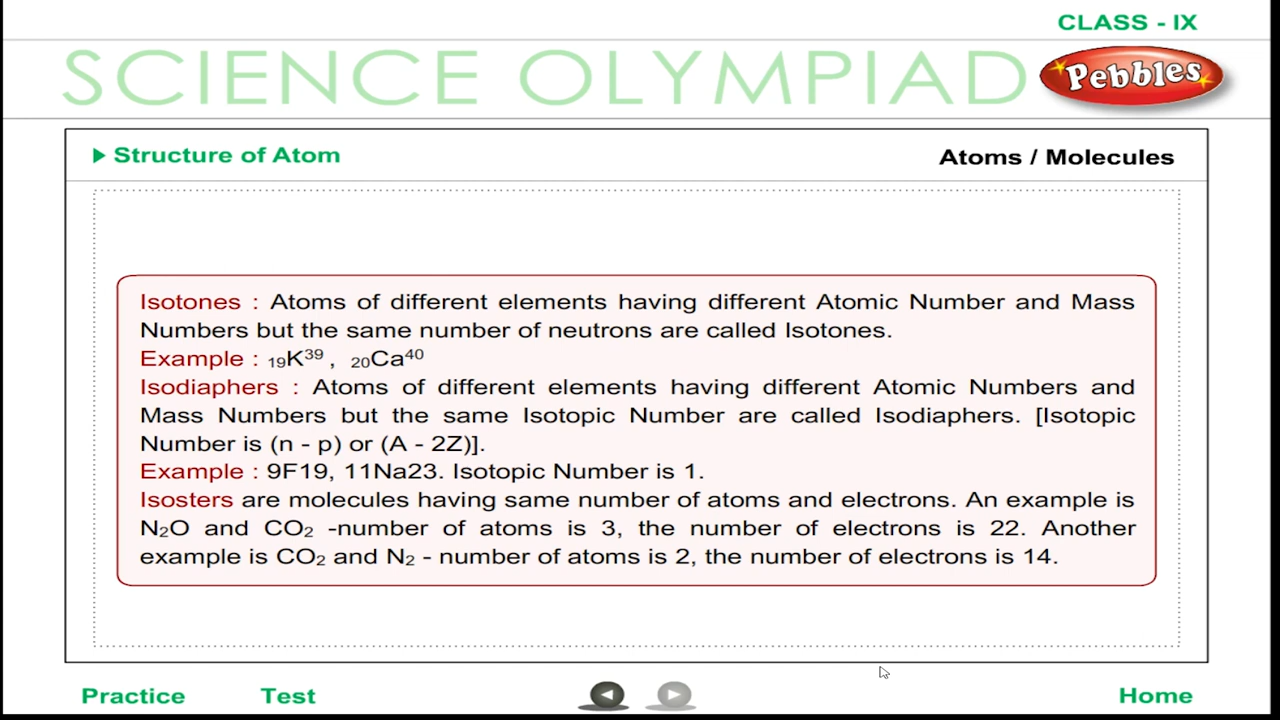 CLASS - IX
SCIENCE OLYMPIAD
Pebbles
Structure of Atom
Atoms / Molecules
Isotones : Atoms of different elements having different Atomic Number and Mass
Numbers but the same number of neutrons are called Isotones.
Example : ₁₉K³⁹ , ₂₀Ca⁴⁰
Isodiaphers : Atoms of different elements having different Atomic Numbers and
Mass Numbers but the same Isotopic Number are called Isodiaphers. [Isotopic
Number is (n - p) or (A - 2Z)].
Example : 9F19, 11Na23. Isotopic Number is 1.
Isosters are molecules having same number of atoms and electrons. An example is
N₂O and CO₂ -number of atoms is 3, the number of electrons is 22. Another
example is CO₂ and N₂ - number of atoms is 2, the number of electrons is 14.
Practice
Test
Home